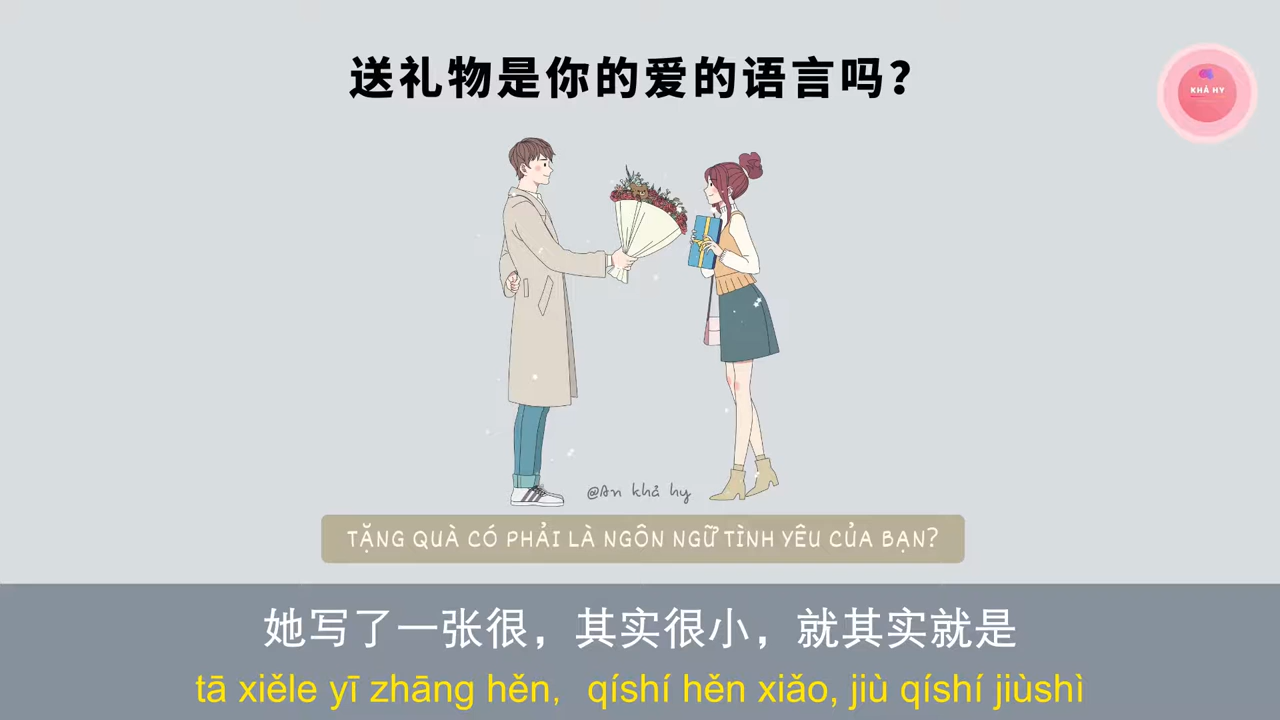 送礼物是你的爱的语言吗？
KHẢ HY
@An khả hy
TẶNG QUÀ CÓ PHẢI LÀ NGÔN NGỮ TÌNH YÊU CỦA BẠN?
她写了一张很，其实很小，就其实就是
tā xiěle yī zhāng hěn, qíshí hěn xiǎo, jiù qíshí jiùshì